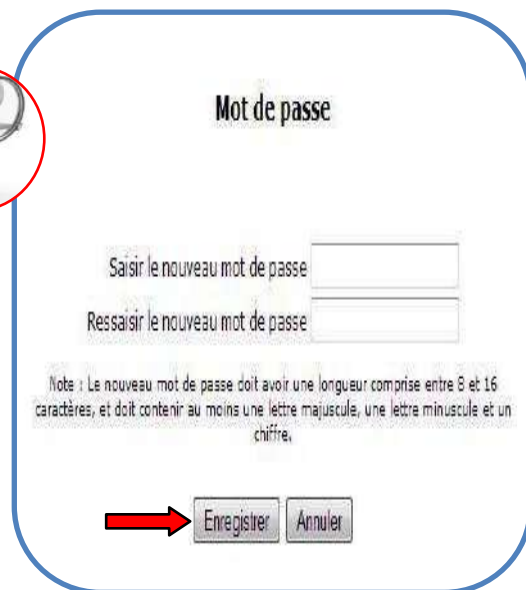 Mot de passe
Saisir le nouveau mot de passe
Ressaisir le nouveau mot de passe
Note : Le nouveau mot de passe doit avoir une longueur comprise entre 8 et 16
caractères, et doit contenir au moins une lettre majuscule, une lettre minuscule et un
chiffre.
Enregistrer Annuler